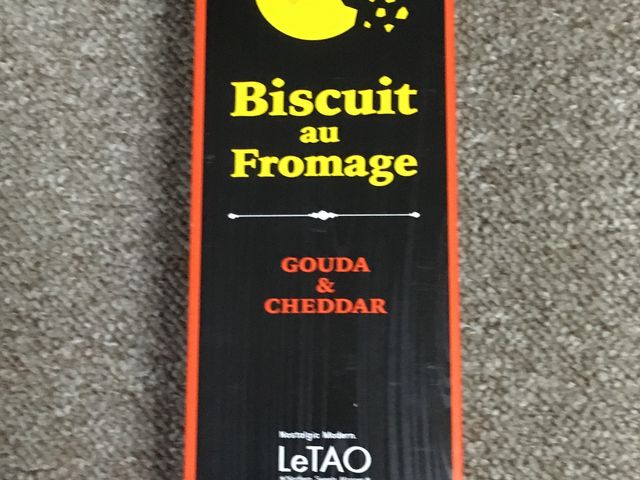 Biscuit
au
Fromage
GOUDA
&
CHEDDAR
Nostalgic Modern.
LeTAO